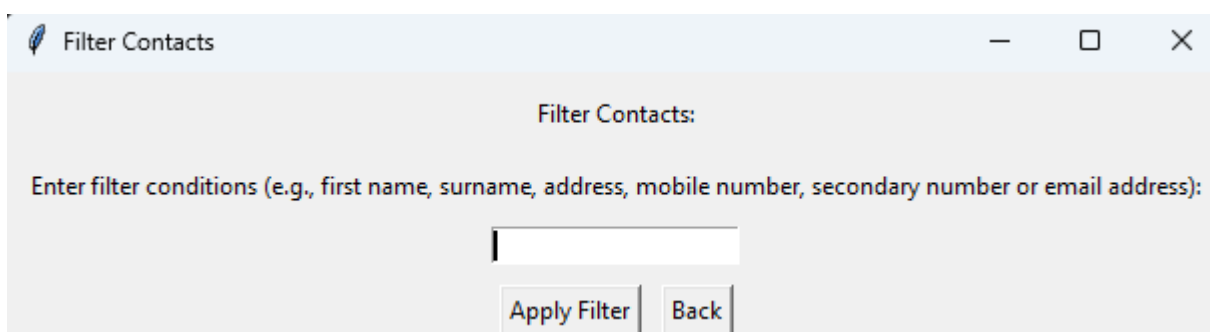 Filter Contacts
Filter Contacts:
Enter filter conditions (e.g., first name, surname, address, mobile number, secondary number or email address):
Apply Filter Back